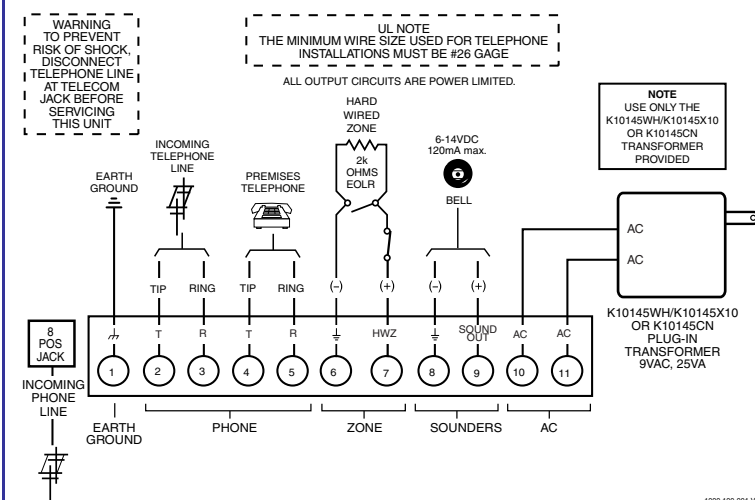 WARNING
TO PREVENT
RISK OF SHOCK,
DISCONNECT
TELEPHONE LINE
AT TELECOM
JACK BEFORE
SERVICING
THIS UNIT
UL NOTE
THE MINIMUM WIRE SIZE USED FOR TELEPHONE
INSTALLATIONS MUST BE #26 GAGE
ALL OUTPUT CIRCUITS ARE POWER LIMITED.
NOTE
USE ONLY THE
K10145WH/K10145X10
OR K10145CN
TRANSFORMER
PROVIDED
EARTH
GROUND
INCOMING
TELEPHONE
LINE
PREMISES
TELEPHONE
HARD
WIRED
ZONE
2k
OHMS
EOLR
6-14VDC
120mA max.
BELL
AC
AC
K10145WH/K10145X10
OR K10145CN
PLUG-IN
TRANSFORMER
9VAC, 25VA
TIP RING TIP RING (-) (+) (-) (+)
8
POS
JACK
INCOMING
PHONE
LINE
T R T R HWZ SOUND OUT AC AC
1 2 3 4 5 6 7 8 9 10 11
EARTH
GROUND
PHONE ZONE SOUNDERS AC